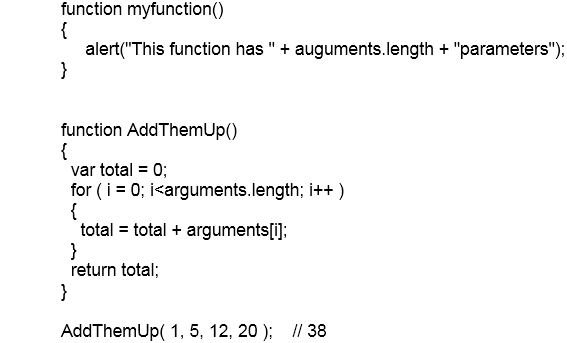 function myfunction()
{
alert("This function has " + auguments.length + "parameters");
}
function AddThemUp()
{
var total = 0;
for ( i = 0; i<arguments.length; i++ )
{
total = total + arguments[i];
}
return total;
}
AddThemUp( 1, 5, 12, 20 ); // 38